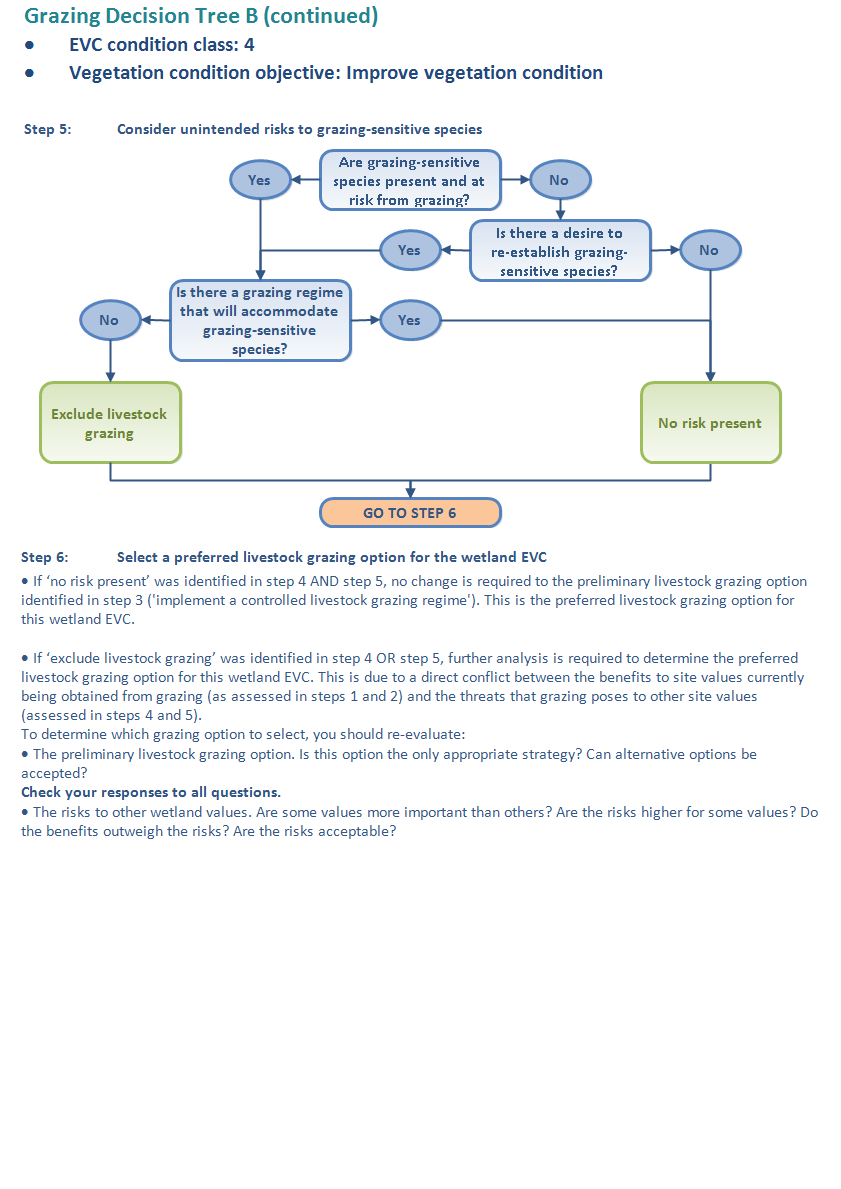 Grazing Decision Tree B (continued)
• EVC condition class: 4
• Vegetation condition objective: Improve vegetation condition
Step 5: Consider unintended risks to grazing-sensitive species
Are grazing-sensitive
species present and at
risk from grazing?
Yes
No
Is there a desire to
re-establish grazing-
sensitive species?
Yes
No
Is there a grazing regime
that will accommodate
grazing-sensitive
species?
No
Yes
Exclude livestock
grazing
No risk present
GO TO STEP 6
Step 6: Select a preferred livestock grazing option for the wetland EVC
• If ‘no risk present’ was identified in step 4 AND step 5, no change is required to the preliminary livestock grazing option
identified in step 3 ('implement a controlled livestock grazing regime'). This is the preferred livestock grazing option for
this wetland EVC.
• If ‘exclude livestock grazing’ was identified in step 4 OR step 5, further analysis is required to determine the preferred
livestock grazing option for this wetland EVC. This is due to a direct conflict between the benefits to site values currently
being obtained from grazing (as assessed in steps 1 and 2) and the threats that grazing poses to other site values
(assessed in steps 4 and 5).
To determine which grazing option to select, you should re-evaluate:
• The preliminary livestock grazing option. Is this option the only appropriate strategy? Can alternative options be
accepted?
Check your responses to all questions.
• The risks to other wetland values. Are some values more important than others? Are the risks higher for some values? Do
the benefits outweigh the risks? Are the risks acceptable?